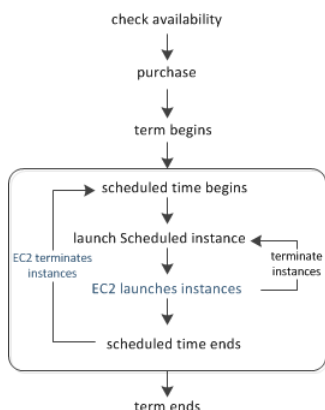 check availability
purchase
term begins
scheduled time begins
launch Scheduled instance
EC2 terminates
instances
terminate
instances
EC2 launches instances
scheduled time ends
term ends